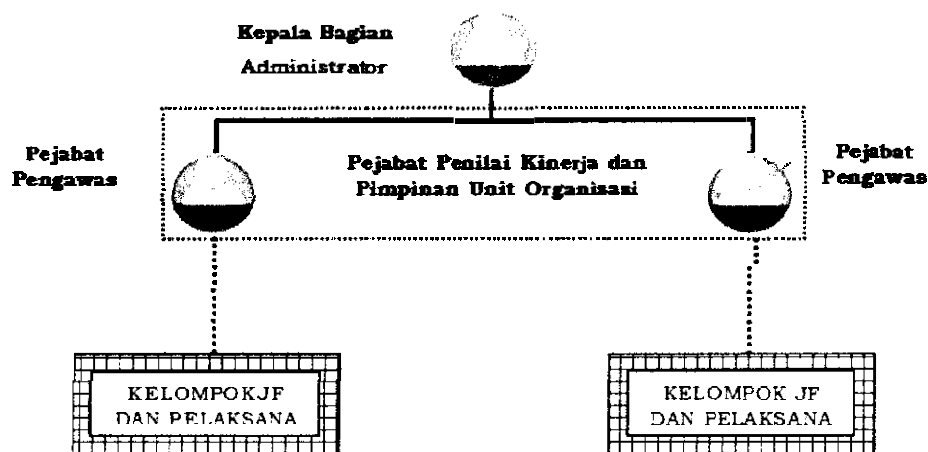 Kepala Bagian
Administrator
Pejabat
Pengawas
Pejabat Penilai Kinerja dan
Pimpinan Unit Organisasi
Pejabat
Pengawas
KELOMPOKJF
DAN PELAKSANA
KELOMPOK JF
DAN PELAKSANA